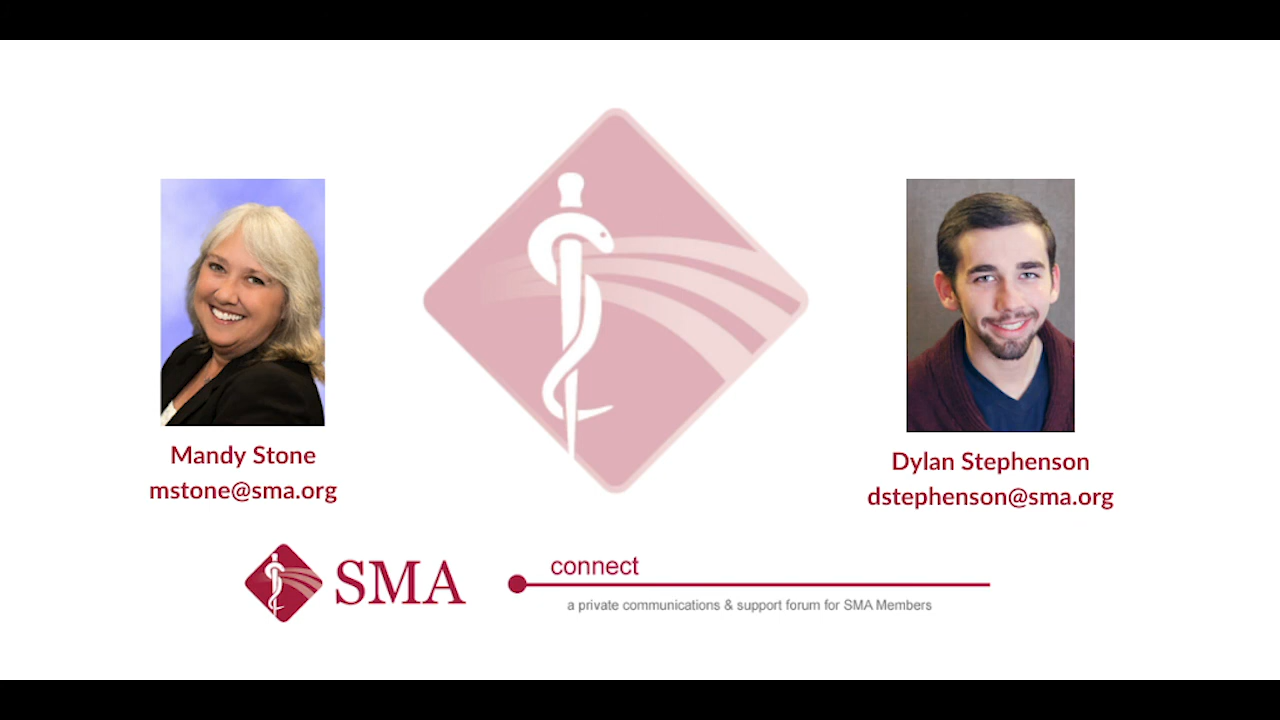 Mandy Stone
mstone@sma.org
Dylan Stephenson
dstephenson@sma.org
SMA
connect
a private communications & support forum for SMA Members